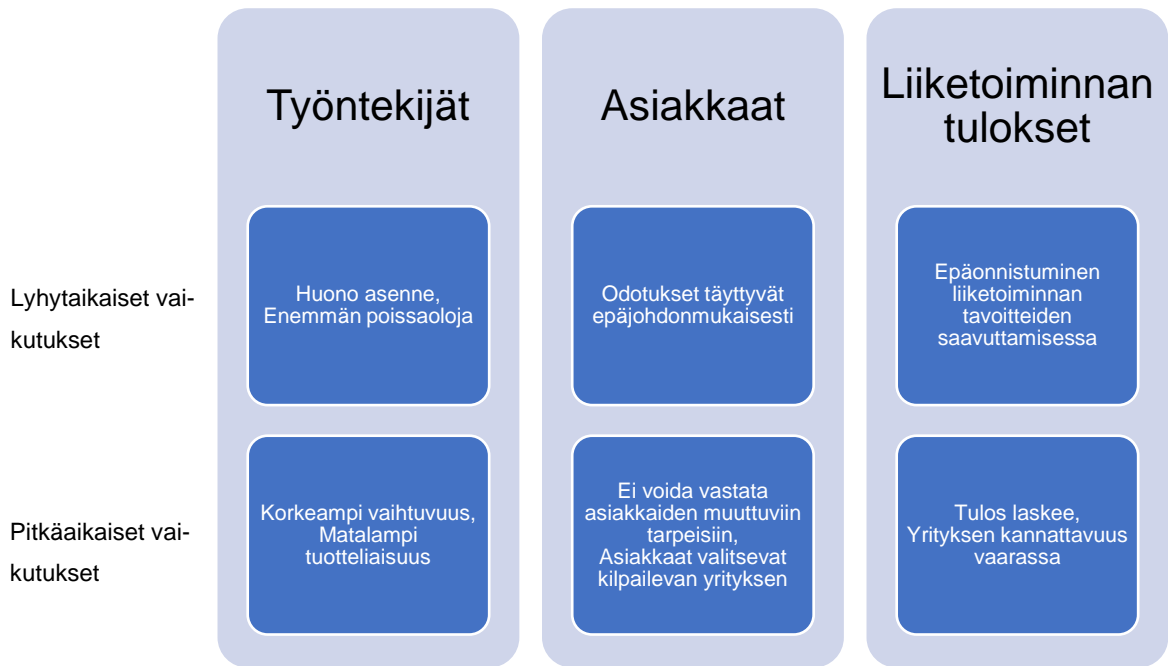 Työntekijät
Asiakkaat
Liiketoiminnan
tulokset
Lyhytaikaiset vai-
kutukset
Huono asenne,
Enemmän poissaoloja
Odotukset täyttyvät
epäjohdonmukaisesti
Epäonnistuminen
liiketoiminnan
tavoitteiden
saavuttamisessa
Pitkäaikaiset vai-
kutukset
Korkeampi vaihtuvuus,
Matalampi
tuotteliaisuus
Ei voida vastata
asiakkaiden muuttuviin
tarpeisiin,
Asiakkaat valitsevat
kilpailevan yrityksen
Tulos laskee,
Yrityksen kannattavuus
vaarassa